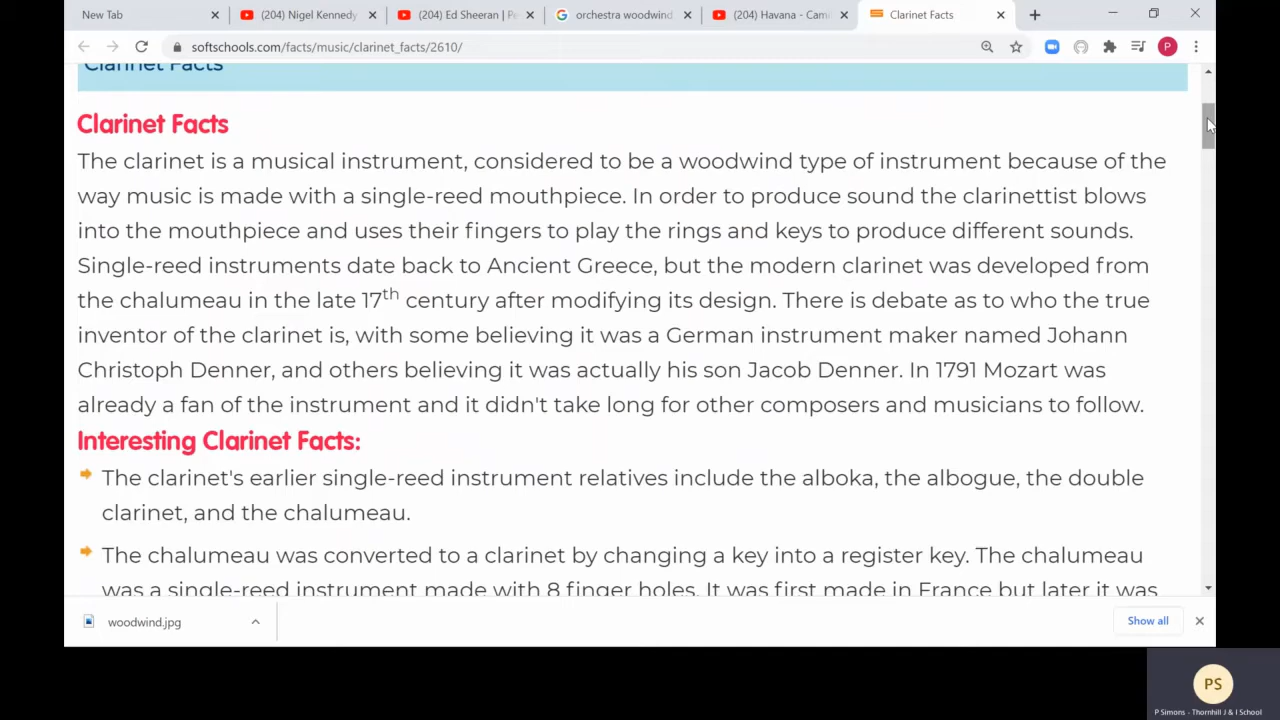 New Tab
(204) Nigel Kennedy
(204) Ed Sheeran | Pe
orchestra woodwind
(204) Havana - Cami
Clarinet Facts
softschools.com/facts/music/clarinet_facts/2610/
P
Clarinet Facts
Clarinet Facts
The clarinet is a musical instrument, considered to be a woodwind type of instrument because of the
way music is made with a single-reed mouthpiece. In order to produce sound the clarinettist blows
into the mouthpiece and uses their fingers to play the rings and keys to produce different sounds.
Single-reed instruments date back to Ancient Greece, but the modern clarinet was developed from
the chalumeau in the late 17th century after modifying its design. There is debate as to who the true
inventor of the clarinet is, with some believing it was a German instrument maker named Johann
Christoph Denner, and others believing it was actually his son Jacob Denner. In 1791 Mozart was
already a fan of the instrument and it didn't take long for other composers and musicians to follow.
Interesting Clarinet Facts:
The clarinet's earlier single-reed instrument relatives include the alboka, the albogue, the double
clarinet, and the chalumeau.
The chalumeau was converted to a clarinet by changing a key into a register key. The chalumeau
was a single-reed instrument made with 8 finger holes. It was first made in France but later it was
woodwind.jpg
Show all
PS
P Simons - Thornhill J & I School